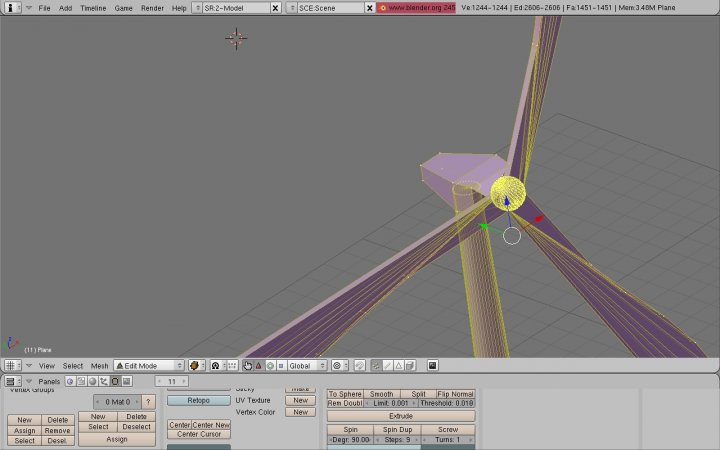 File Add Timeline Game Render Help SR:2-Model SCE:Scene www.blender.org 245 Ve:1244-1244 | Ed:2606-2606 | Fa:1451-1451 | Mem:3.48M Plane
(11) Plane
View Select Mesh Edit Mode Global
Panels 11
Vertex Groups
0 Mat 0 ?
New Delete
Assign Remove
Select Desel.
New Delete
Select Deselect
Assign
Sticky Make
Retopo
UV Texture New
Vertex Color New
Center Center New
Center Cursor
To Sphere Smooth Split Flip Normal
Rem Doubl Limit: 0.001 Threshold: 0.018
Extrude
Spin Spin Dup Screw
Degr: 90.00 Steps: 9 Turns: 1